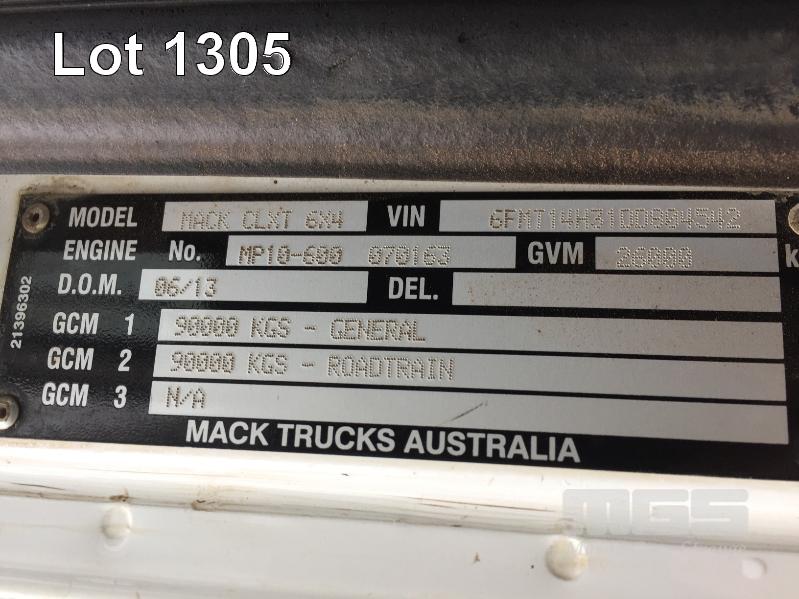 Lot 1305
MODEL MACK CLXT 6X4 VIN 6FMT14H31DD904542
ENGINE No. MP10-600 070163 GVM 26000 k
D.O.M. 06/13 DEL.
21396302
GCM 1 90000 KGS - GENERAL
GCM 2 90000 KGS - ROADTRAIN
GCM 3 N/A
MACK TRUCKS AUSTRALIA
MGS